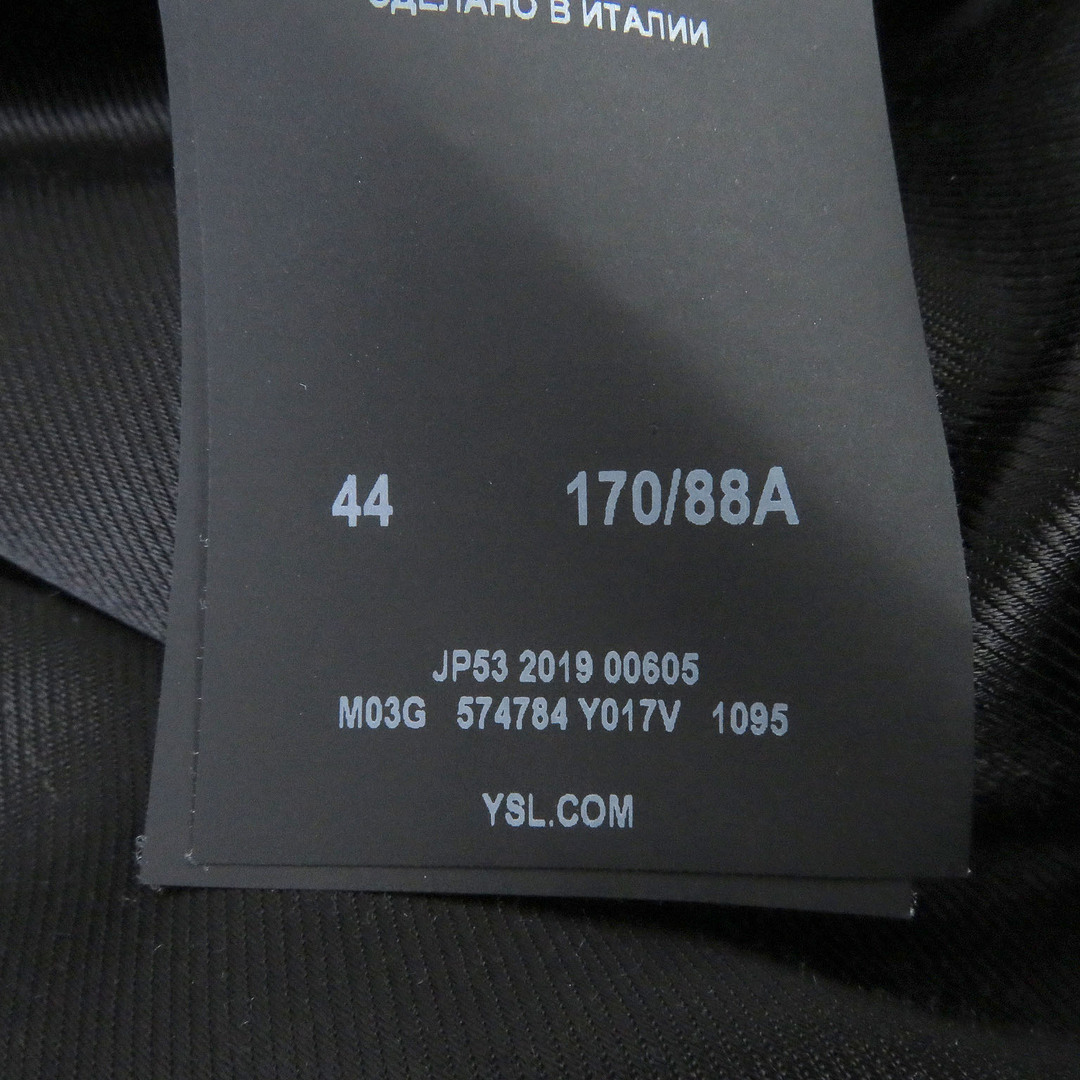 СДЕЛАНО В ИТАЛИИ
44 170/88A
JP53 2019 00605
M03G 574784 Y017V 1095
YSL.COM